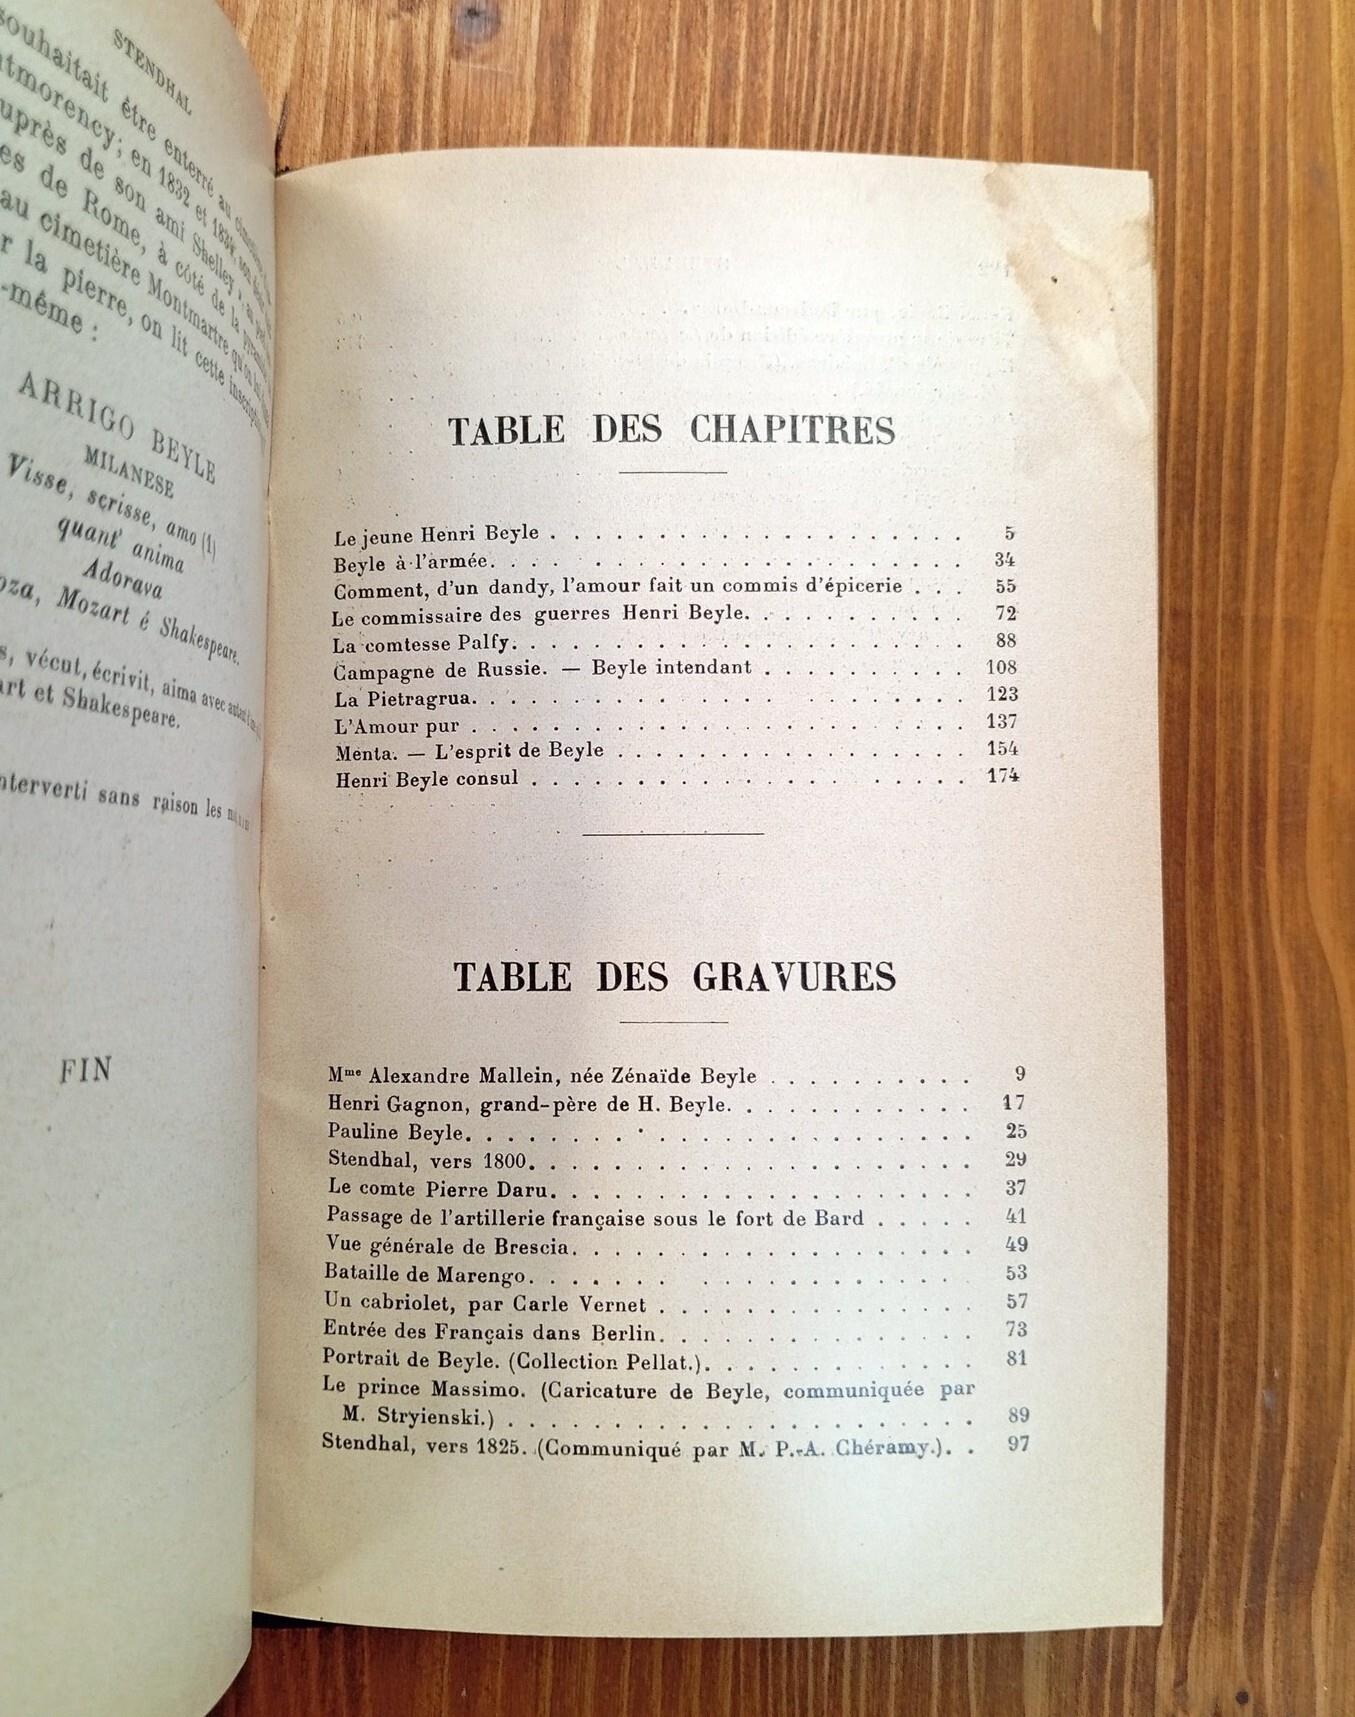 STENDHAL
souhaitait être enterré au
tmorency; en 1832 et 1834,
uprès de son ami Shelley, au
es de Rome, à côté de la
au cimetière Montmartre
r la pierre, on lit cette
-même :
ARRIGO BEYLE
MILANESE
Visse, scrisse, amo (1)
quant' anima
Adorava
oza, Mozart é Shakespeare.
s, vécut, écrivit, aima avec
art et Shakespeare.
nterverti sans raison les
FIN
TABLE DES CHAPITRES
Le jeune Henri Beyle . . . . . . . . . . . . . . . . . . . 5
Beyle à l'armée. . . . . . . . . . . . . . . . . . . . . 34
Comment, d'un dandy, l'amour fait un commis d'épicerie . . . 55
Le commissaire des guerres Henri Beyle. . . . . . . . . . 72
La comtesse Palfy. . . . . . . . . . . . . . . . . . . . 88
Campagne de Russie. — Beyle intendant . . . . . . . . . . 108
La Pietragrua. . . . . . . . . . . . . . . . . . . . . . 123
L'Amour pur . . . . . . . . . . . . . . . . . . . . . . 137
Menta. — L'esprit de Beyle . . . . . . . . . . . . . . . 154
Henri Beyle consul . . . . . . . . . . . . . . . . . . . 174
TABLE DES GRAVURES
Mme Alexandre Mallein, née Zénaïde Beyle . . . . . . . . . . 9
Henri Gagnon, grand-père de H. Beyle. . . . . . . . . . . . 17
Pauline Beyle. . . . . . . . . . . . . . . . . . . . . . 25
Stendhal, vers 1800. . . . . . . . . . . . . . . . . . . . 29
Le comte Pierre Daru. . . . . . . . . . . . . . . . . . . 37
Passage de l'artillerie française sous le fort de Bard . . . . . 41
Vue générale de Brescia. . . . . . . . . . . . . . . . . . 49
Bataille de Marengo. . . . . . . . . . . . . . . . . . . 53
Un cabriolet, par Carle Vernet . . . . . . . . . . . . . . . 57
Entrée des Français dans Berlin. . . . . . . . . . . . . . . 73
Portrait de Beyle. (Collection Pellat.). . . . . . . . . . . . . 81
Le prince Massimo. (Caricature de Beyle, communiquée par
M. Stryienski.) . . . . . . . . . . . . . . . . . . . . . 89
Stendhal, vers 1825. (Communiqué par M. P.-A. Chéramy.). . 97